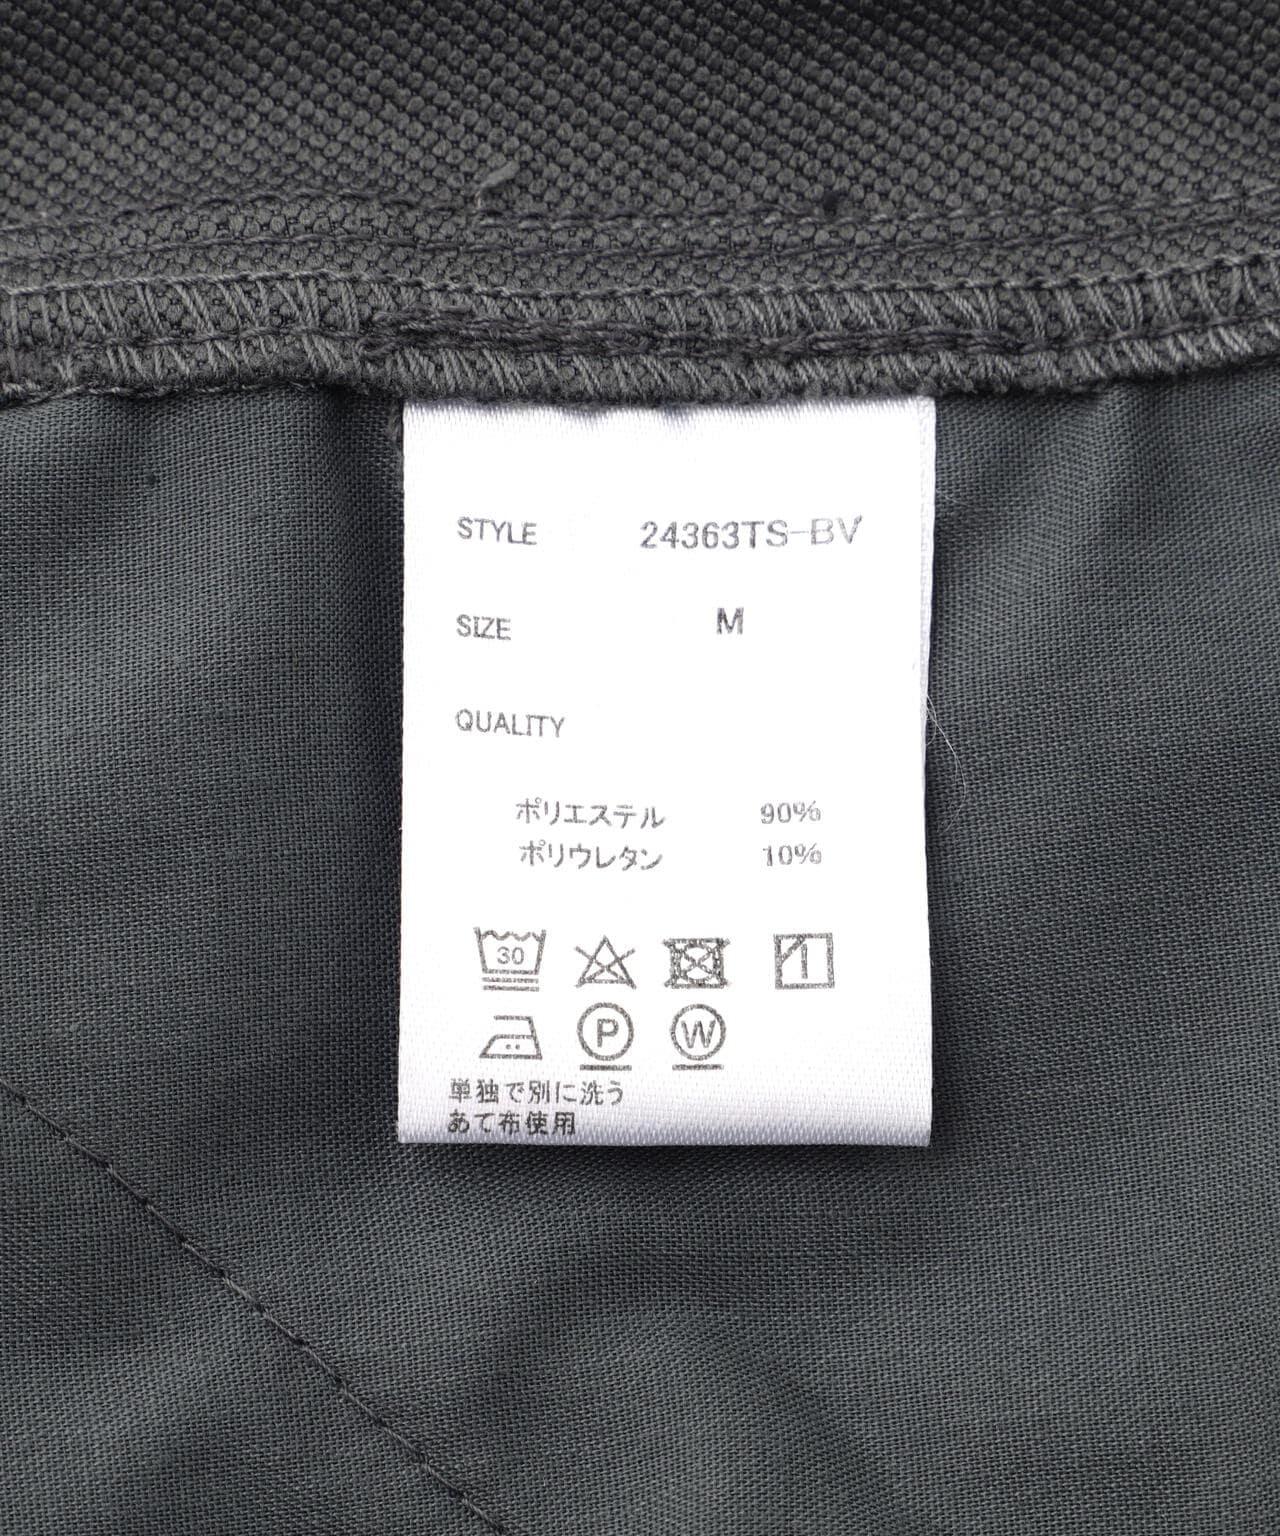 STYLE 24363TS-BV
SIZE M
QUALITY
ポリエステル 90%
ポリウレタン 10%
30
P W
単独で別に洗う
あて布使用